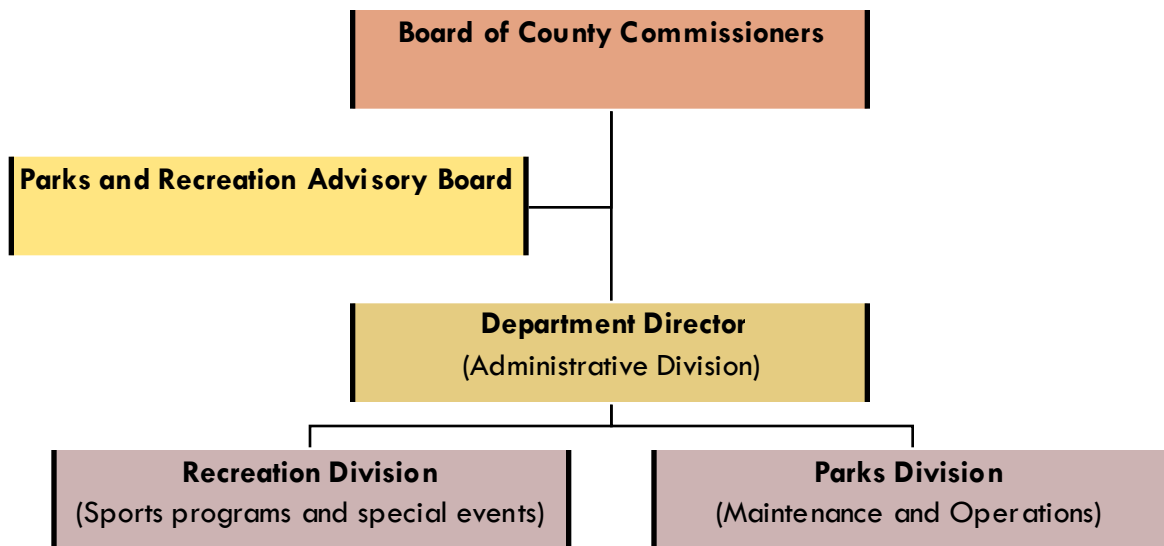 Board of County Commissioners
Parks and Recreation Advisory Board
Department Director
(Administrative Division)
Recreation Division
(Sports programs and special events)
Parks Division
(Maintenance and Operations)